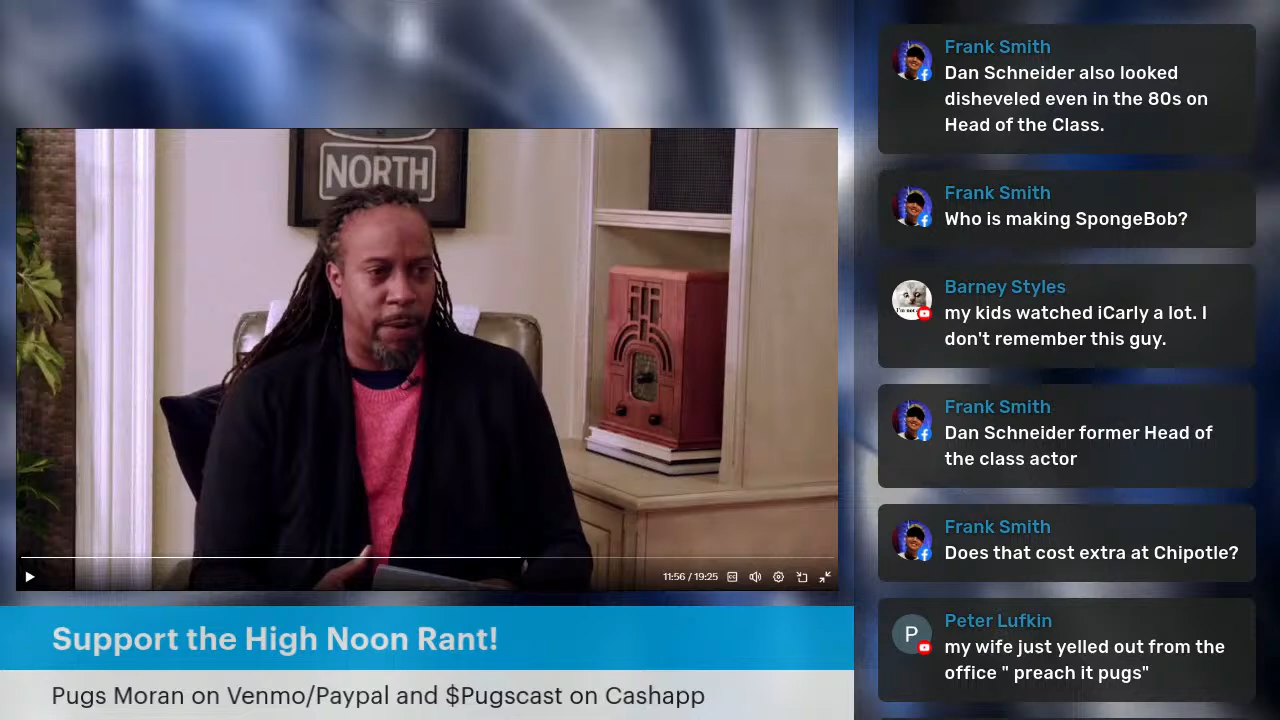 NORTH
11:56 / 19:25
Support the High Noon Rant!
Pugs Moran on Venmo/Paypal and $Pugscast on Cashapp
Frank Smith
Dan Schneider also looked
disheveled even in the 80s on
Head of the Class.
Frank Smith
Who is making SpongeBob?
Barney Styles
my kids watched iCarly a lot. I
don't remember this guy.
Frank Smith
Dan Schneider former Head of
the class actor
Frank Smith
Does that cost extra at Chipotle?
P
Peter Lufkin
my wife just yelled out from the
office " preach it pugs"